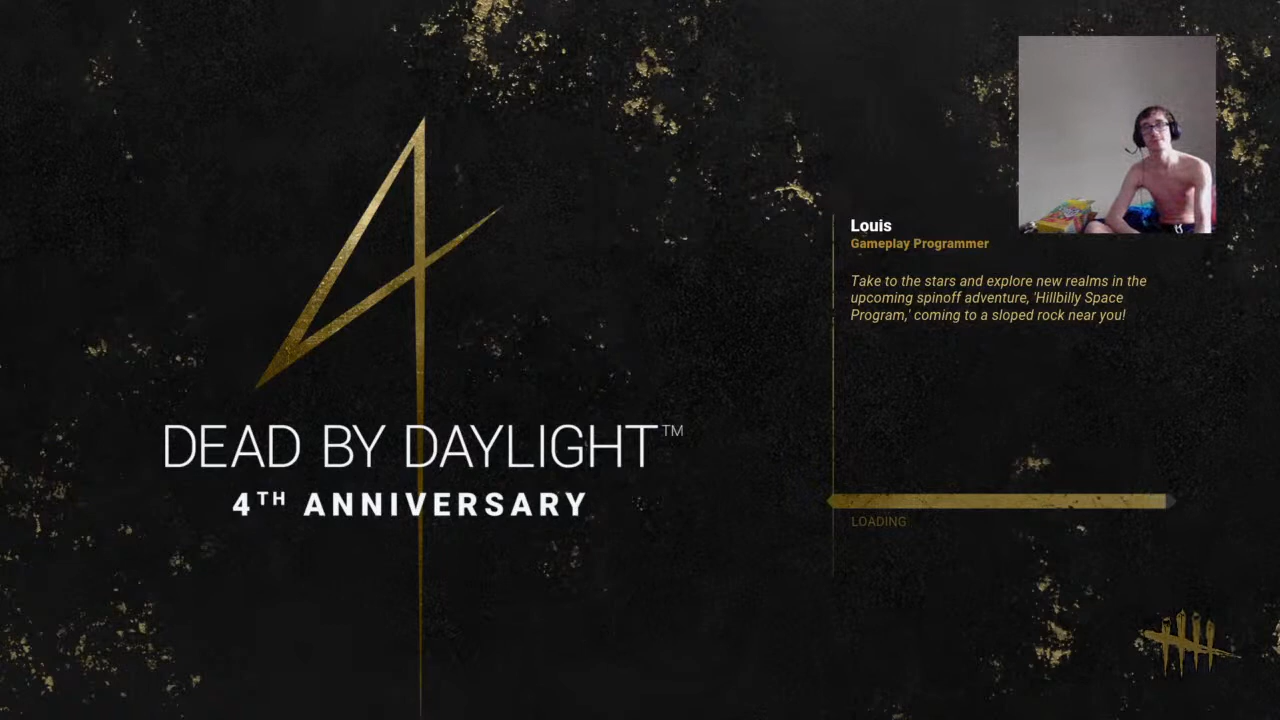 Louis
Gameplay Programmer
Take to the stars and explore new realms in the
upcoming spinoff adventure, 'Hillbilly Space
Program,' coming to a sloped rock near you!
DEAD BY DAYLIGHT™
4TH ANNIVERSARY
LOADING